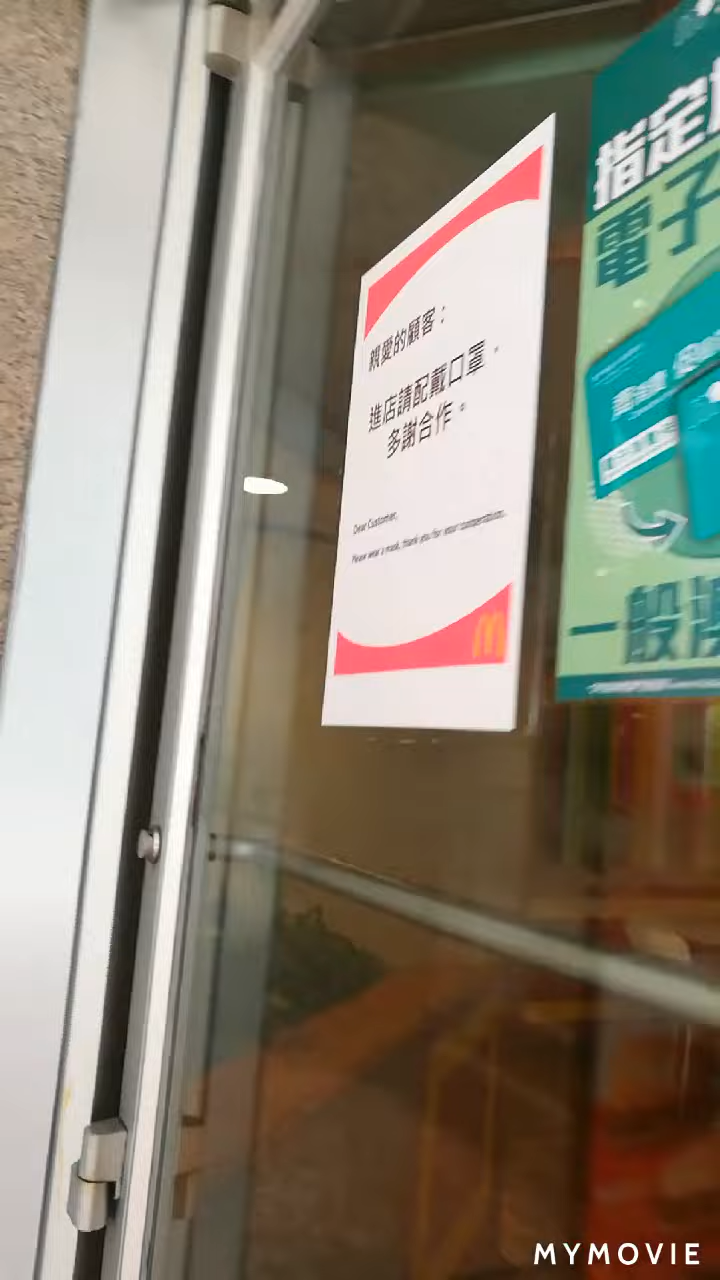 親愛的顧客：
進店請配戴口罩，
多謝合作。
Dear Customer,
Please wear a mask, thank you for your cooperations.
指定
電子
一般
MYMOVIE